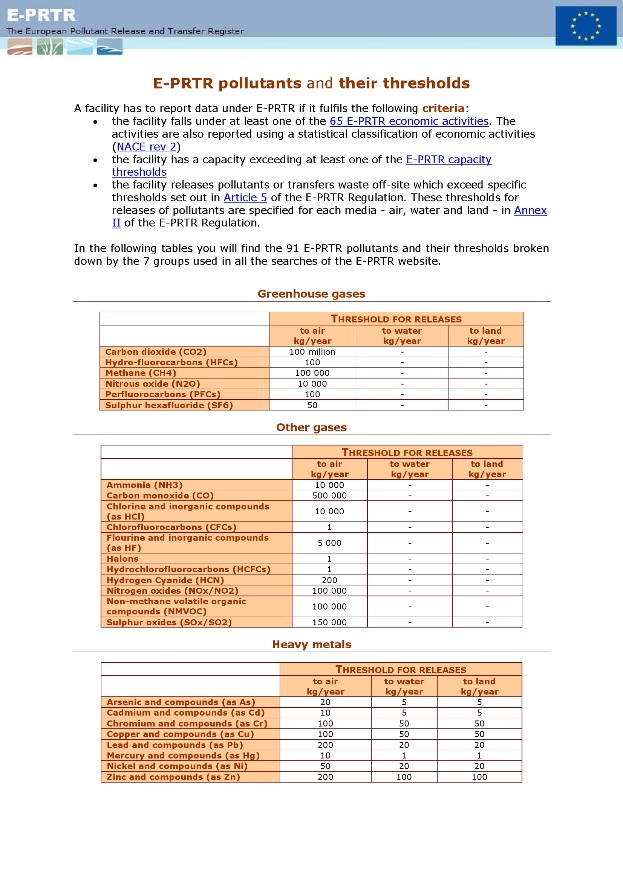 E-PRTR
The European Pollutant Release and Transfer Register
E-PRTR pollutants and their thresholds
A facility has to report data under E-PRTR if it fulfils the following criteria:
• the facility falls under at least one of the 65 E-PRTR economic activities. The
activities are also reported using a statistical classification of economic activities
(NACE rev 2)
• the facility has a capacity exceeding at least one of the E-PRTR capacity
thresholds
• the facility releases pollutants or transfers waste off-site which exceed specific
thresholds set out in Article 5 of the E-PRTR Regulation. These thresholds for
releases of pollutants are specified for each media - air, water and land - in Annex
II of the E-PRTR Regulation.
In the following tables you will find the 91 E-PRTR pollutants and their thresholds broken
down by the 7 groups used in all the searches of the E-PRTR website.
Greenhouse gases
THRESHOLD FOR RELEASES
to air to water to land
kg/year kg/year kg/year
Carbon dioxide (CO2) 100 million - -
Hydro-fluorocarbons (HFCs) 100 - -
Methane (CH4) 100 000 - -
Nitrous oxide (N2O) 10 000 - -
Perfluorocarbons (PFCs) 100 - -
Sulphur hexafluoride (SF6) 50 - -
Other gases
THRESHOLD FOR RELEASES
to air to water to land
kg/year kg/year kg/year
Ammonia (NH3) 10 000 - -
Carbon monoxide (CO) 500 000 - -
Chlorine and inorganic compounds
(as HCl) 10 000 - -
Chlorofluorocarbons (CFCs) 1 - -
Flourine and inorganic compounds
(as HF) 5 000 - -
Halons 1 - -
Hydrochlorofluorocarbons (HCFCs) 1 - -
Hydrogen Cyanide (HCN) 200 - -
Nitrogen oxides (NOx/NO2) 100 000 - -
Non-methane volatile organic
compounds (NMVOC) 100 000 - -
Sulphur oxides (SOx/SO2) 150 000 - -
Heavy metals
THRESHOLD FOR RELEASES
to air to water to land
kg/year kg/year kg/year
Arsenic and compounds (as As) 20 5 5
Cadmium and compounds (as Cd) 10 5 5
Chromium and compounds (as Cr) 100 50 50
Copper and compounds (as Cu) 100 50 50
Lead and compounds (as Pb) 200 20 20
Mercury and compounds (as Hg) 10 1 1
Nickel and compounds (as Ni) 50 20 20
Zinc and compounds (as Zn) 200 100 100